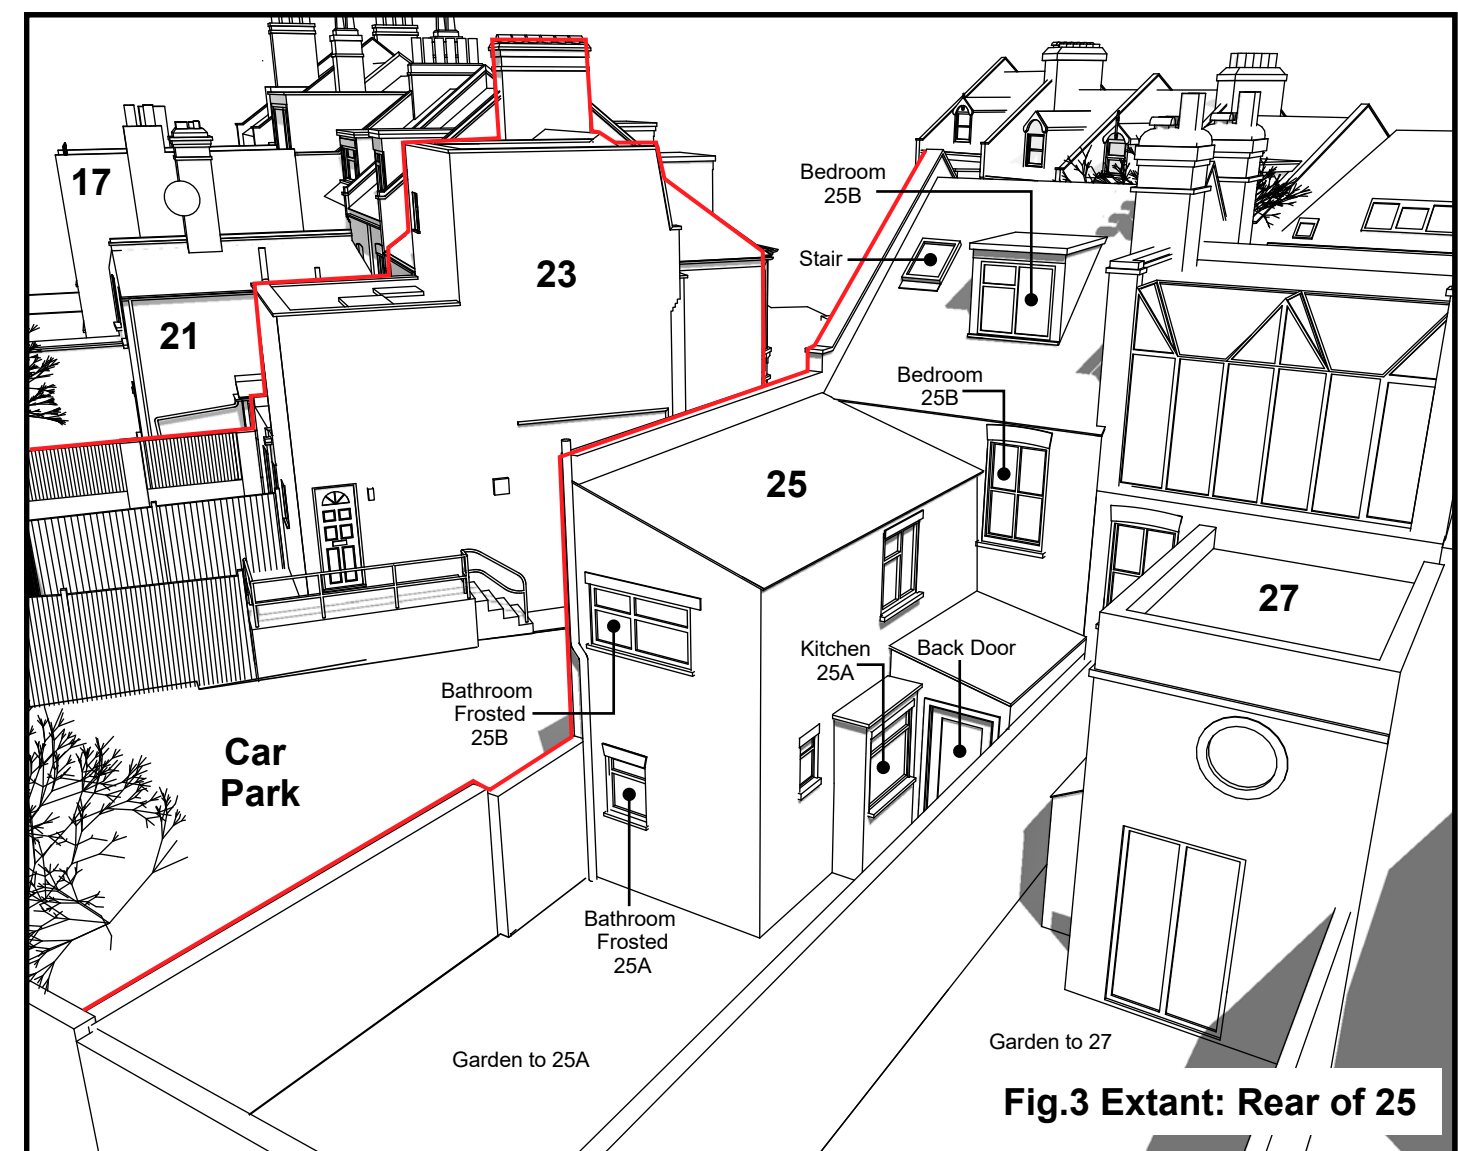 17
21
23
Bedroom
25B
Stair
Bedroom
25B
25
27
Kitchen
25A
Back Door
Bathroom
Frosted
25B
Car
Park
Bathroom
Frosted
25A
Garden to 25A
Garden to 27
Fig.3 Extant: Rear of 25